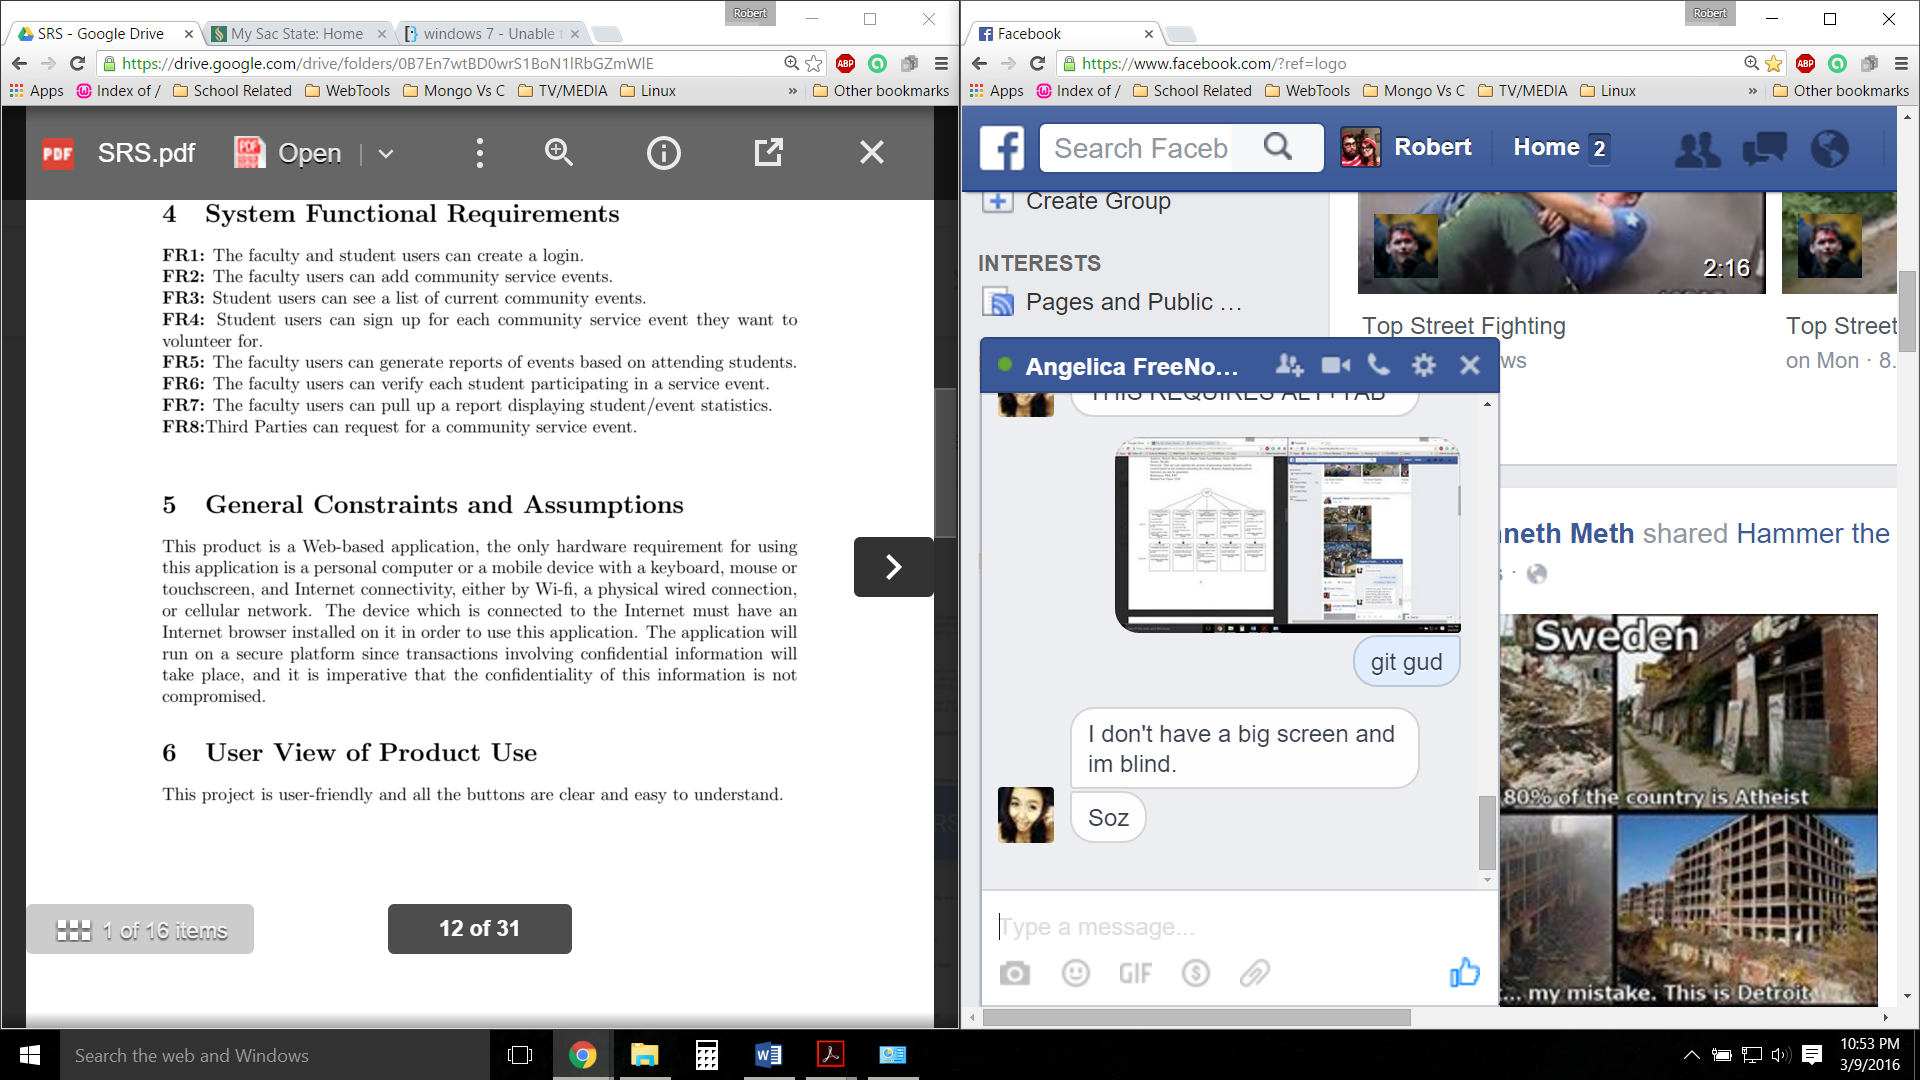 Robert
SRS - Google Drive
My Sac State: Home
windows 7 - Unable
https://drive.google.com/drive/folders/0B7En7wtBD0wrS1BoN1lRbGZmWlE
ABP
Apps
Index of /
School Related
WebTools
Mongo Vs C
TV/MEDIA
Linux
»
Other bookmarks
PDF
SRS.pdf
Open
4 System Functional Requirements
FR1: The faculty and student users can create a login.
FR2: The faculty users can add community service events.
FR3: Student users can see a list of current community events.
FR4: Student users can sign up for each community service event they want to
volunteer for.
FR5: The faculty users can generate reports of events based on attending students.
FR6: The faculty users can verify each student participating in a service event.
FR7: The faculty users can pull up a report displaying student/event statistics.
FR8:Third Parties can request for a community service event.
5 General Constraints and Assumptions
This product is a Web-based application, the only hardware requirement for using
this application is a personal computer or a mobile device with a keyboard, mouse or
touchscreen, and Internet connectivity, either by Wi-fi, a physical wired connection,
or cellular network. The device which is connected to the Internet must have an
Internet browser installed on it in order to use this application. The application will
run on a secure platform since transactions involving confidential information will
take place, and it is imperative that the confidentiality of this information is not
compromised.
6 User View of Product Use
This project is user-friendly and all the buttons are clear and easy to understand.
1 of 16 items
12 of 31
Robert
Facebook
https://www.facebook.com/?ref=logo
ABP
Apps
Index of /
School Related
WebTools
Mongo Vs C
TV/MEDIA
Linux
»
Other bookmarks
Search Faceb
Robert
Home 2
Create Group
INTERESTS
Pages and Public ...
2:16
Top Street Fighting
ws
Top Street
on Mon · 8.
Angelica FreeNo...
THIS REQUIRES ALT+TAB
git gud
I don't have a big screen and
im blind.
Soz
Type a message...
GIF
neth Meth shared Hammer the
Sweden
80% of the country is Atheist
... my mistake. This is Detroit
Search the web and Windows
10:53 PM
3/9/2016